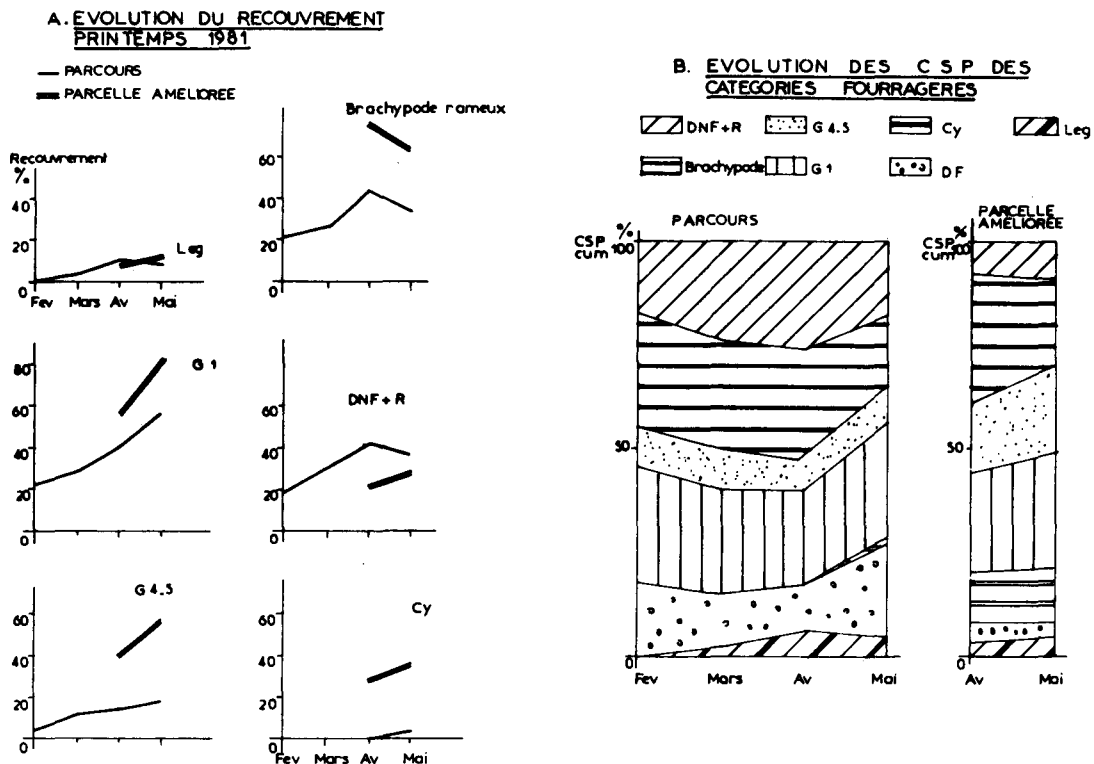 A. EVOLUTION DU RECOUVREMENT
PRINTEMPS 1981
PARCOURS
PARCELLE AMELIOREE
Recouvrement
%
40
20
0
Leg
Fev Mars Av Mai
Brachypode rameux
60
40
20
0
G 1
80
60
40
20
0
DNF + R
60
40
20
0
G 4.5
60
40
20
0
Cy
60
40
20
0
Fev Mars Av Mai
B. EVOLUTION DES C S P DES
CATEGORIES FOURRAGERES
DNF+R G 4.5 Cy Leg
Brachypode G 1 DF
PARCOURS
CSP %
cum 100
50
0
Fev Mars Av Mai
PARCELLE
AMÉLIORÉE
CSP %
cum 100
50
0
Av Mai